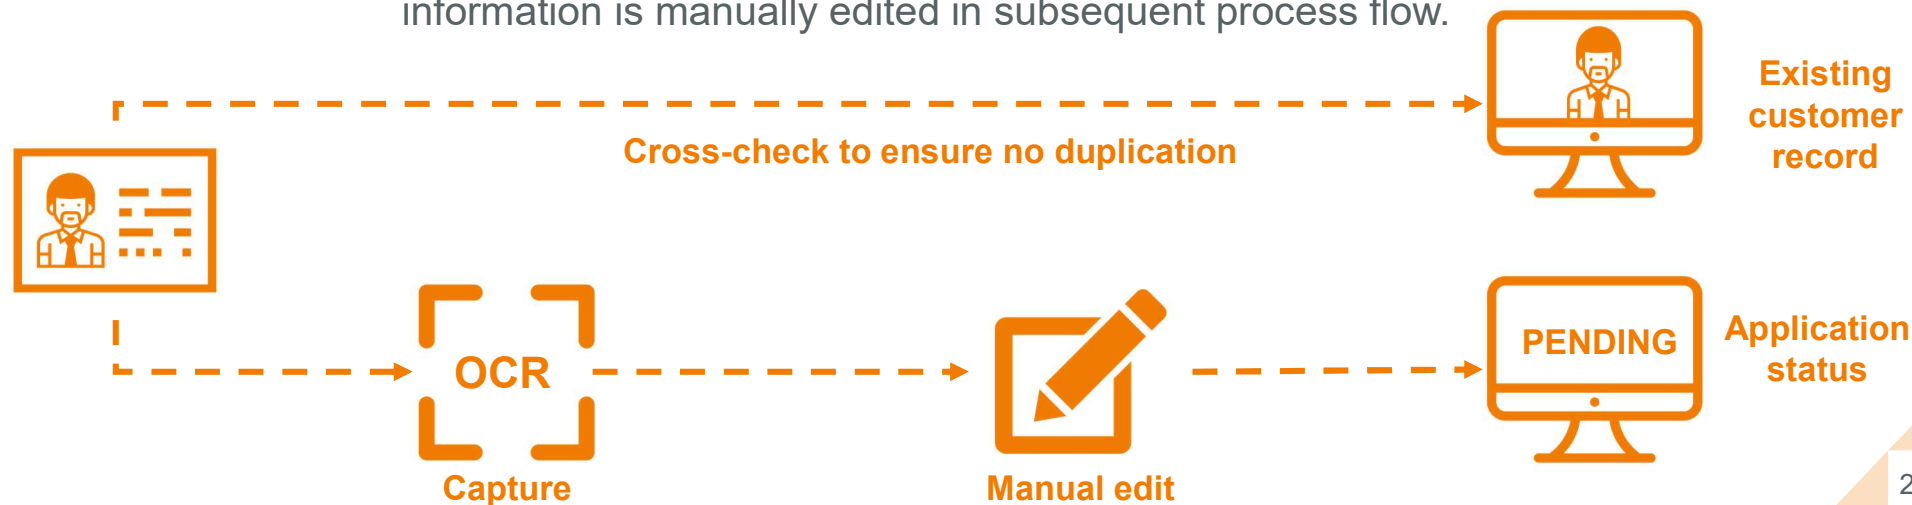 information is manually edited in subsequent process flow.
Existing
customer
record
Cross-check to ensure no duplication
OCR
PENDING
Application
status
Capture
Manual edit
2